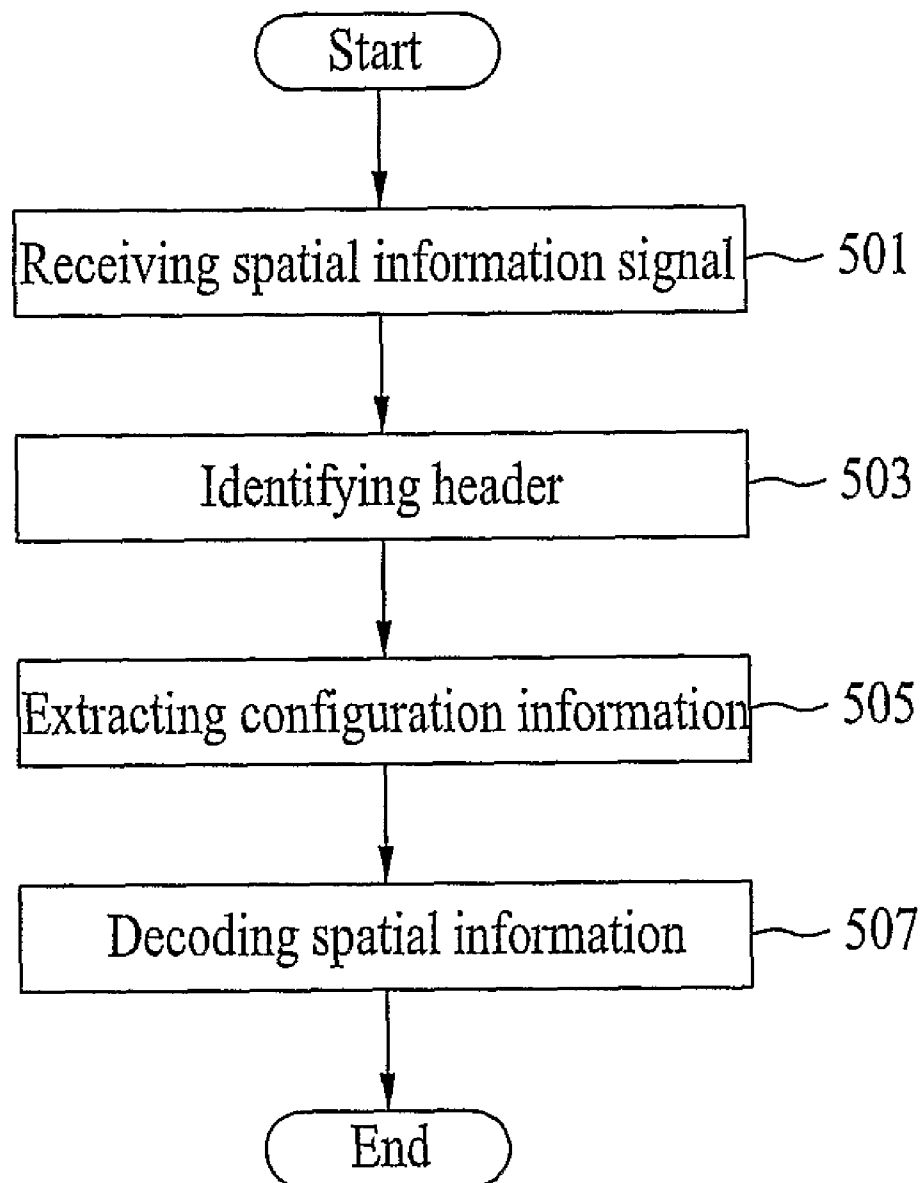 Start
Receiving spatial information signal 501
Identifying header 503
Extracting configuration information 505
Decoding spatial information 507
End